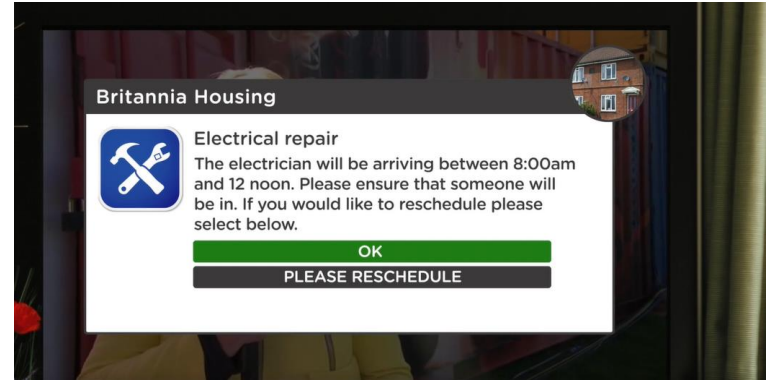 Britannia Housing
Electrical repair
The electrician will be arriving between 8:00am
and 12 noon. Please ensure that someone will
be in. If you would like to reschedule please
select below.
OK
PLEASE RESCHEDULE